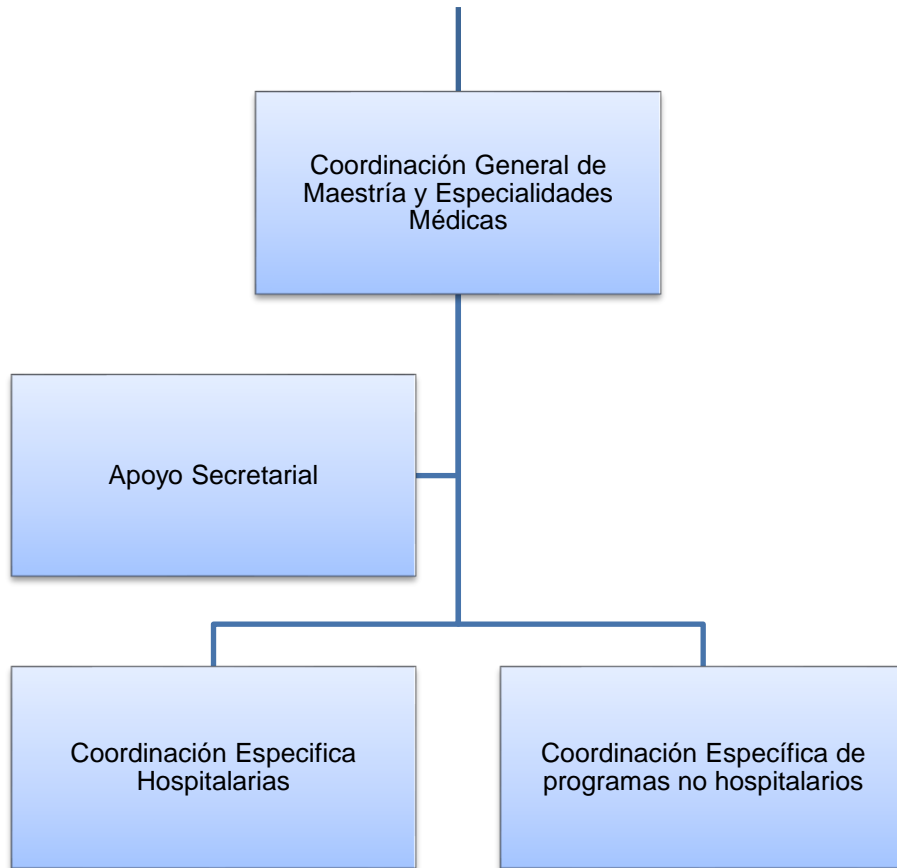 Coordinación General de
Maestría y Especialidades
Médicas
Apoyo Secretarial
Coordinación Especifica
Hospitalarias
Coordinación Específica de
programas no hospitalarios